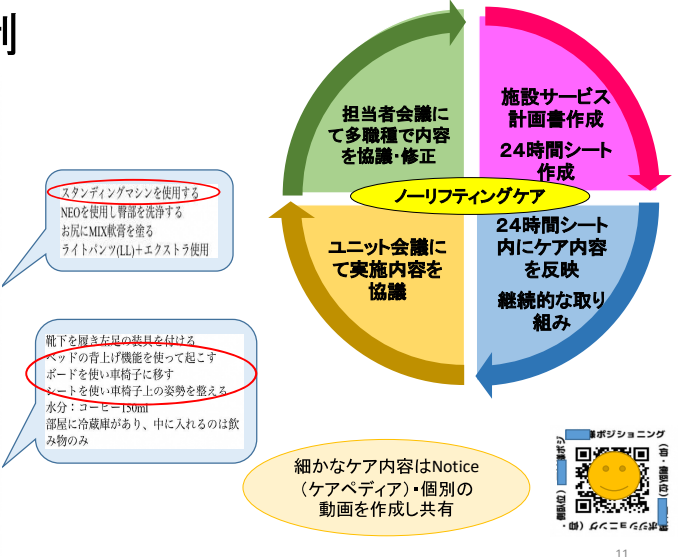 例
担当者会議に
て多職種で内容
を協議・修正
施設サービス
計画書作成
24時間シート
作成
ノーリフティングケア
ユニット会議に
て実施内容を
協議
24時間シート
内にケア内容
を反映
継続的な取り
組み
スタンディングマシンを使用する
NEOを使用し臀部を洗浄する
お尻にMIX軟膏を塗る
ライトパンツ(LL)+エクストラ使用
靴下を履き左足の装具を付ける
ベッドの背上げ機能を使って起こす
ボードを使い車椅子に移す
シートを使い車椅子上の姿勢を整える
水分：コーヒー150ml
部屋に冷蔵庫があり、中に入れるのは飲
み物のみ
細かなケア内容はNotice
（ケアペディア）・個別の
動画を作成し共有
ポジショニング
11